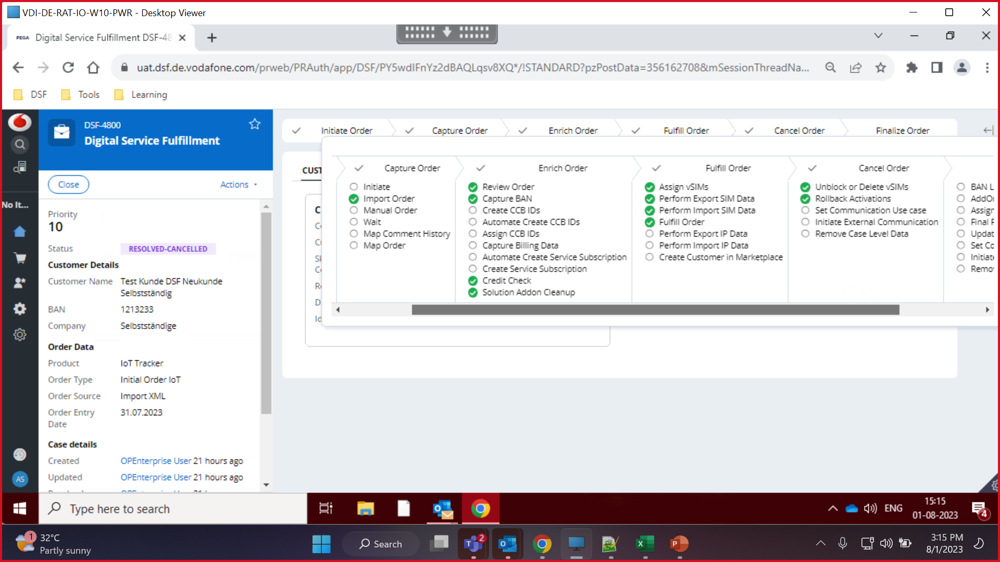 VDI-DE-RAT-IO-W10-PWR - Desktop Viewer
PEGA Digital Service Fulfillment DSF-48
uat.dsf.de.vodafone.com/prweb/PRAuth/app/DSF/PY5wdIFnYz2dBAQLqsv8XQ*/!STANDARD?pzPostData=356162708&mSessionThreadNa...
DSF Tools Learning
DSF-4800
Digital Service Fulfillment
Initiate Order Capture Order Enrich Order Fulfill Order Cancel Order Finalize Order
Close Actions
No It...
Priority
10
Status RESOLVED-CANCELLED
Customer Details
Customer Name Test Kunde DSF Neukunde
Selbstständig
BAN 1213233
Company Selbstständige
Order Data
Product IoT Tracker
Order Type Initial Order IoT
Order Source Import XML
Order Entry 31.07.2023
Date
Case details
Created OPEnterprise User 21 hours ago
Updated OPEnterprise User 21 hours ago
AS
CUST
Capture Order
Initiate
Import Order
Manual Order
Wait
Map Comment History
Map Order
Enrich Order
Review Order
Capture BAN
Create CCB IDs
Automate Create CCB IDs
Assign CCB IDs
Capture Billing Data
Automate Create Service Subscription
Create Service Subscription
Credit Check
Solution Addon Cleanup
Fulfill Order
Assign vSIMs
Perform Export SIM Data
Perform Import SIM Data
Fulfill Order
Perform Export IP Data
Perform Import IP Data
Create Customer in Marketplace
Cancel Order
Unblock or Delete vSIMs
Rollback Activations
Set Communication Use case
Initiate External Communication
Remove Case Level Data
BAN L
AddOn
Assign
Final
Updat
Set Co
Initiate
Remo
Type here to search
ENG
15:15
01-08-2023
4
1
32°C
Partly sunny
Search
2
3:15 PM
8/1/2023